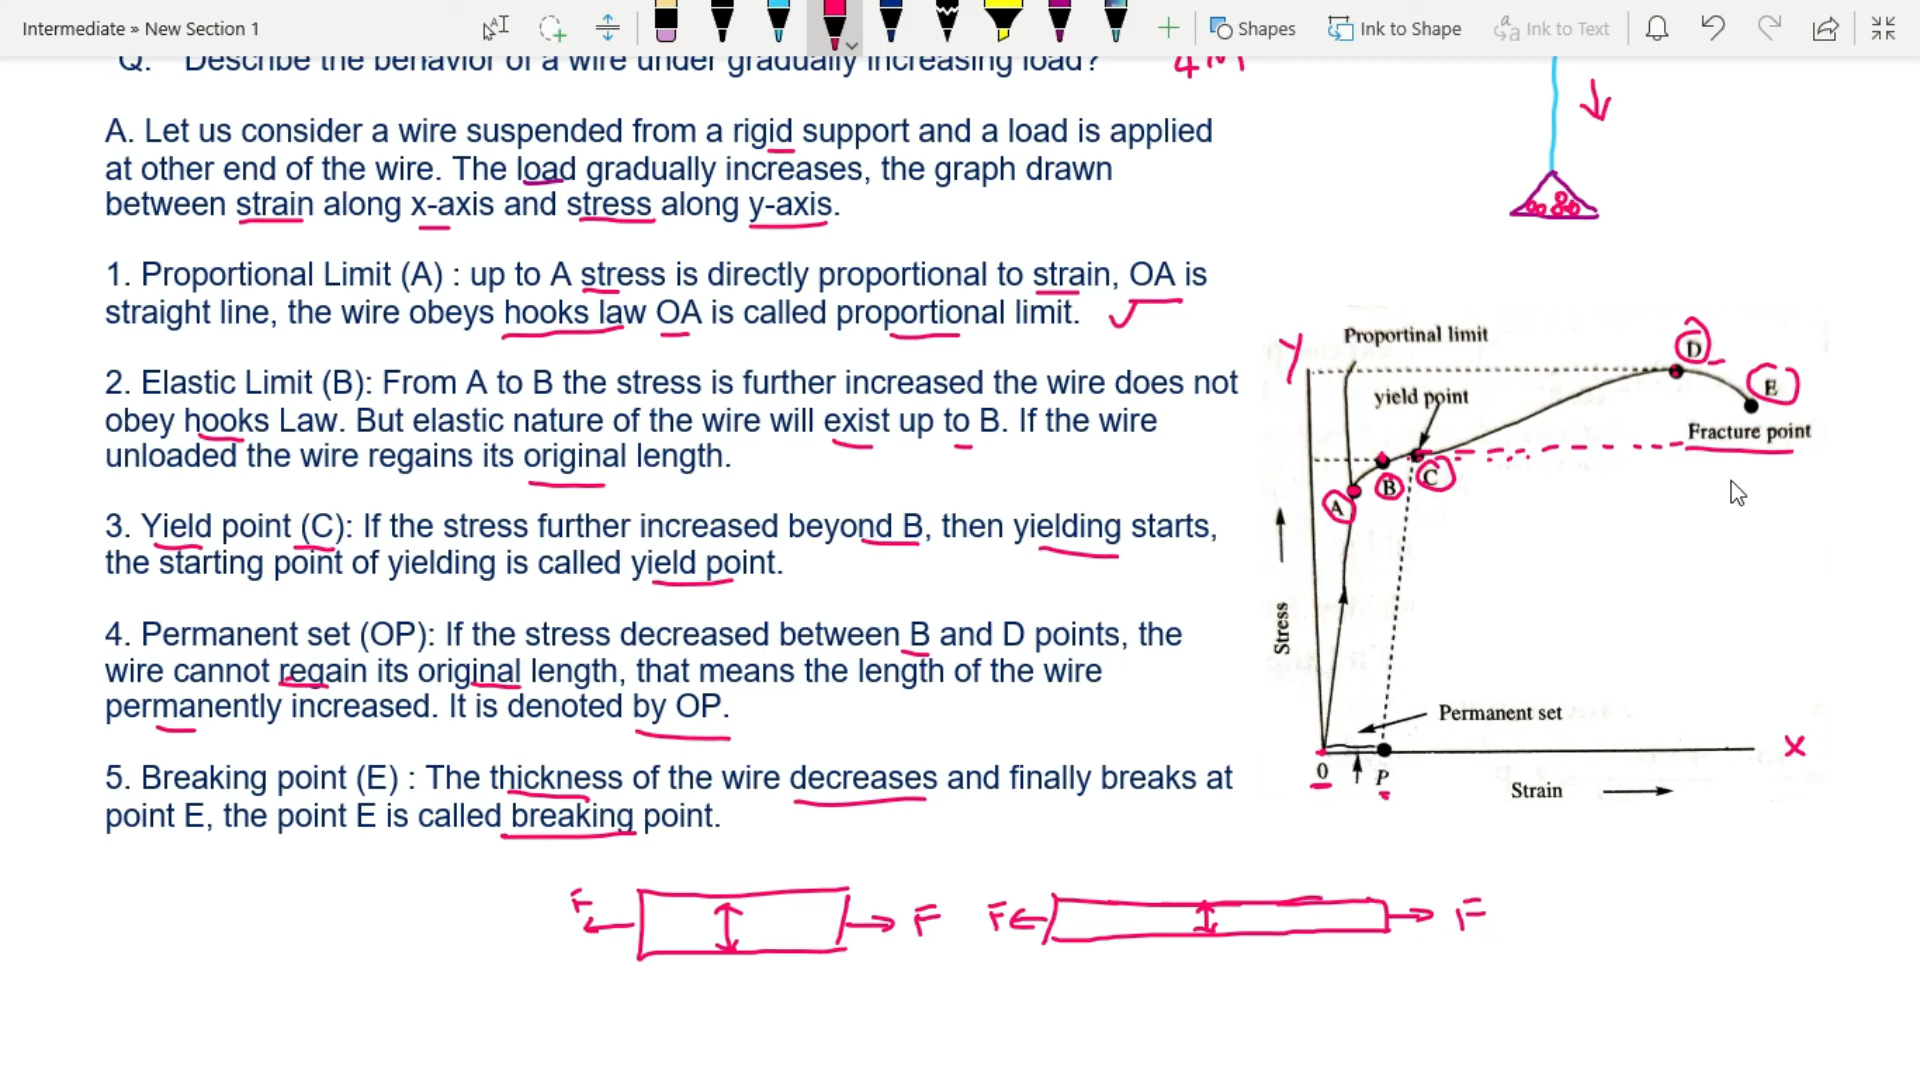 Intermediate » New Section 1
Shapes
Ink to Shape
Ink to Text
Q. Describe the behavior of a wire under gradually increasing load? 4M
A. Let us consider a wire suspended from a rigid support and a load is applied
at other end of the wire. The load gradually increases, the graph drawn
between strain along x-axis and stress along y-axis.
1. Proportional Limit (A) : up to A stress is directly proportional to strain, OA is
straight line, the wire obeys hooks law OA is called proportional limit.
2. Elastic Limit (B): From A to B the stress is further increased the wire does not
obey hooks Law. But elastic nature of the wire will exist up to B. If the wire
unloaded the wire regains its original length.
3. Yield point (C): If the stress further increased beyond B, then yielding starts,
the starting point of yielding is called yield point.
4. Permanent set (OP): If the stress decreased between B and D points, the
wire cannot regain its original length, that means the length of the wire
permanently increased. It is denoted by OP.
5. Breaking point (E) : The thickness of the wire decreases and finally breaks at
point E, the point E is called breaking point.
Y
Proportinal limit
D
yield point
E
Fracture point
A
B
C
Stress
Permanent set
X
0
P
Strain
F
F
F
F